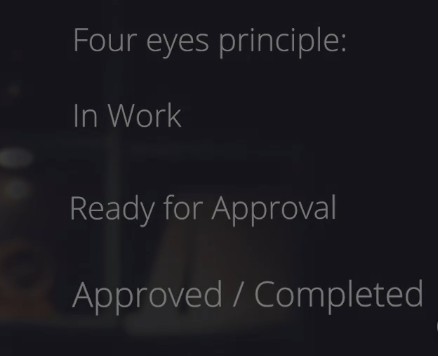 Four eyes principle:
In Work
Ready for Approval
Approved / Completed